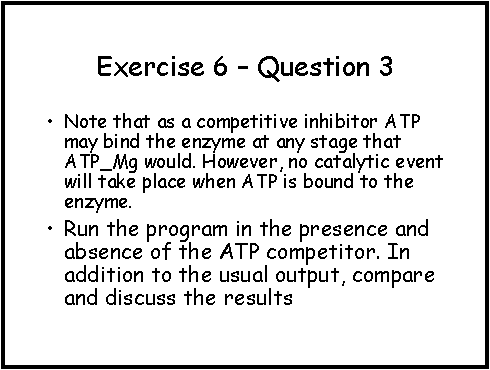 Exercise 6 – Question 3
• Note that as a competitive inhibitor ATP
may bind the enzyme at any stage that
ATP_Mg would. However, no catalytic event
will take place when ATP is bound to the
enzyme.
• Run the program in the presence and
absence of the ATP competitor. In
addition to the usual output, compare
and discuss the results